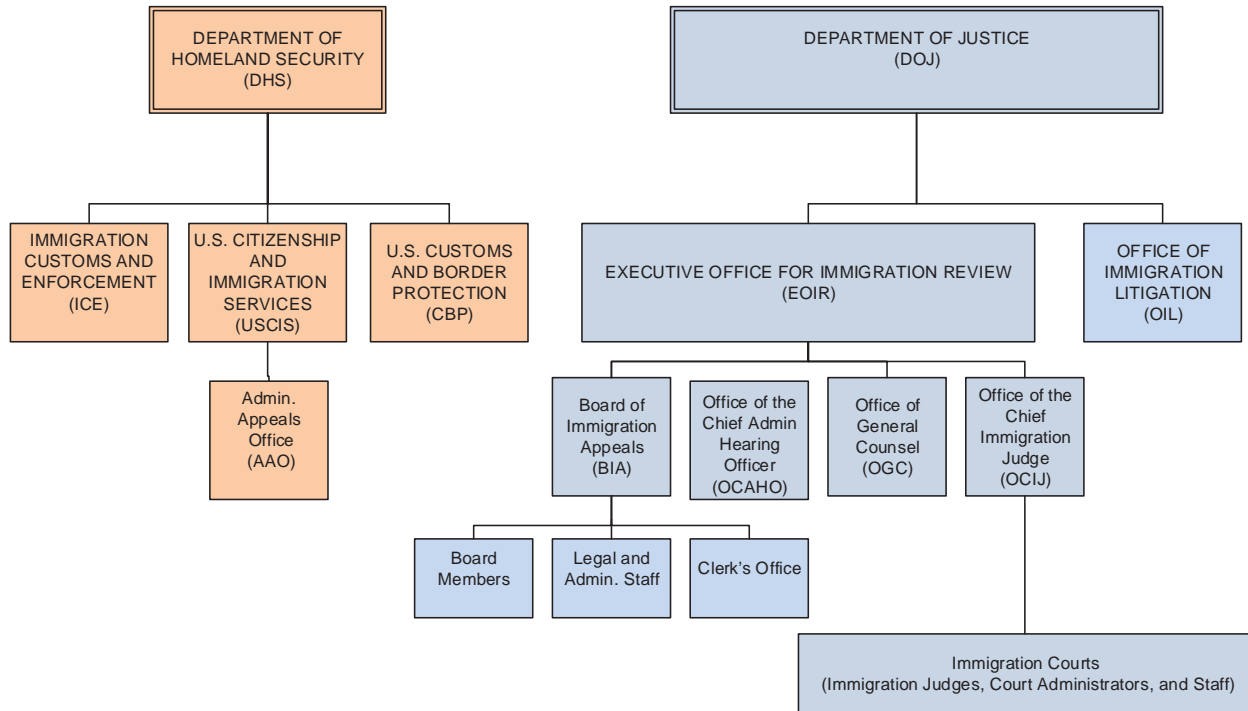 DEPARTMENT OF
HOMELAND SECURITY
(DHS)
DEPARTMENT OF JUSTICE
(DOJ)
IMMIGRATION
CUSTOMS AND
ENFORCEMENT
(ICE)
U.S. CITIZENSHIP
AND
IMMIGRATION
SERVICES
(USCIS)
U.S. CUSTOMS
AND BORDER
PROTECTION
(CBP)
EXECUTIVE OFFICE FOR IMMIGRATION REVIEW
(EOIR)
OFFICE OF
IMMIGRATION
LITIGATION
(OIL)
Admin.
Appeals
Office
(AAO)
Board of
Immigration
Appeals
(BIA)
Office of the
Chief Admin
Hearing
Officer
(OCAHO)
Office of
General
Counsel
(OGC)
Office of the
Chief
Immigration
Judge
(OCIJ)
Board
Members
Legal and
Admin. Staff
Clerk's Office
Immigration Courts
(Immigration Judges, Court Administrators, and Staff)